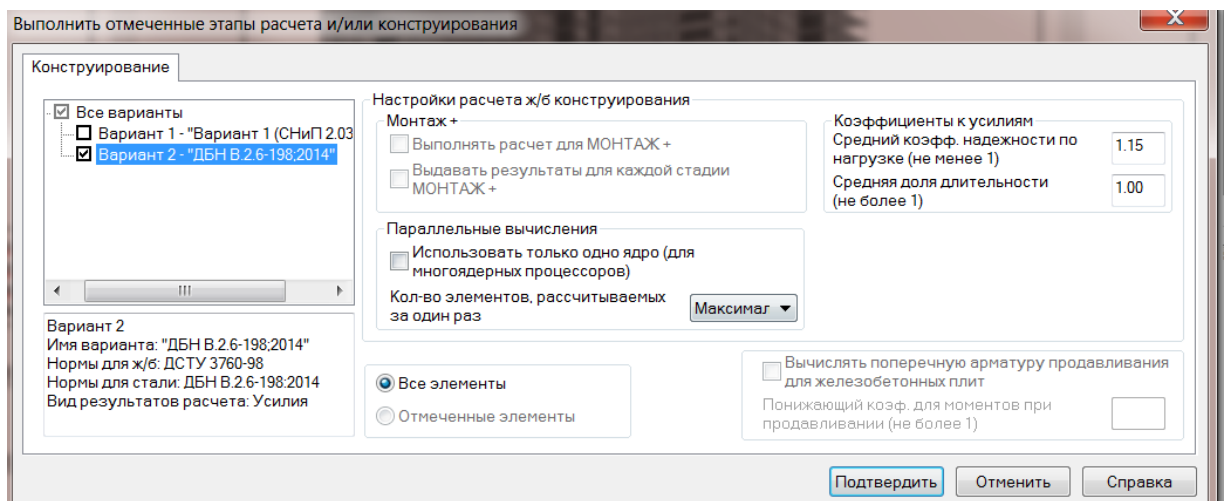 Выполнить отмеченные этапы расчета и/или конструирования
Конструирование
Все варианты
Вариант 1 - "Вариант 1 (СНиП 2.03
Вариант 2 - "ДБН В.2.6-198;2014"
Вариант 2
Имя варианта: "ДБН В.2.6-198;2014"
Нормы для ж/б: ДСТУ 3760-98
Нормы для стали: ДБН В.2.6-198:2014
Вид результатов расчета: Усилия
Настройки расчета ж/б конструирования
Монтаж +
Выполнять расчет для МОНТАЖ +
Выдавать результаты для каждой стадии
МОНТАЖ +
Параллельные вычисления
Использовать только одно ядро (для
многоядерных процессоров)
Кол-во элементов, рассчитываемых
за один раз
Максимал
Коэффициенты к усилиям
Средний коэфф. надежности по
нагрузке (не менее 1)
1.15
Средняя доля длительности
(не более 1)
1.00
Все элементы
Отмеченные элементы
Вычислять поперечную арматуру продавливания
для железобетонных плит
Понижающий коэф. для моментов при
продавливании (не более 1)
Подтвердить
Отменить
Справка